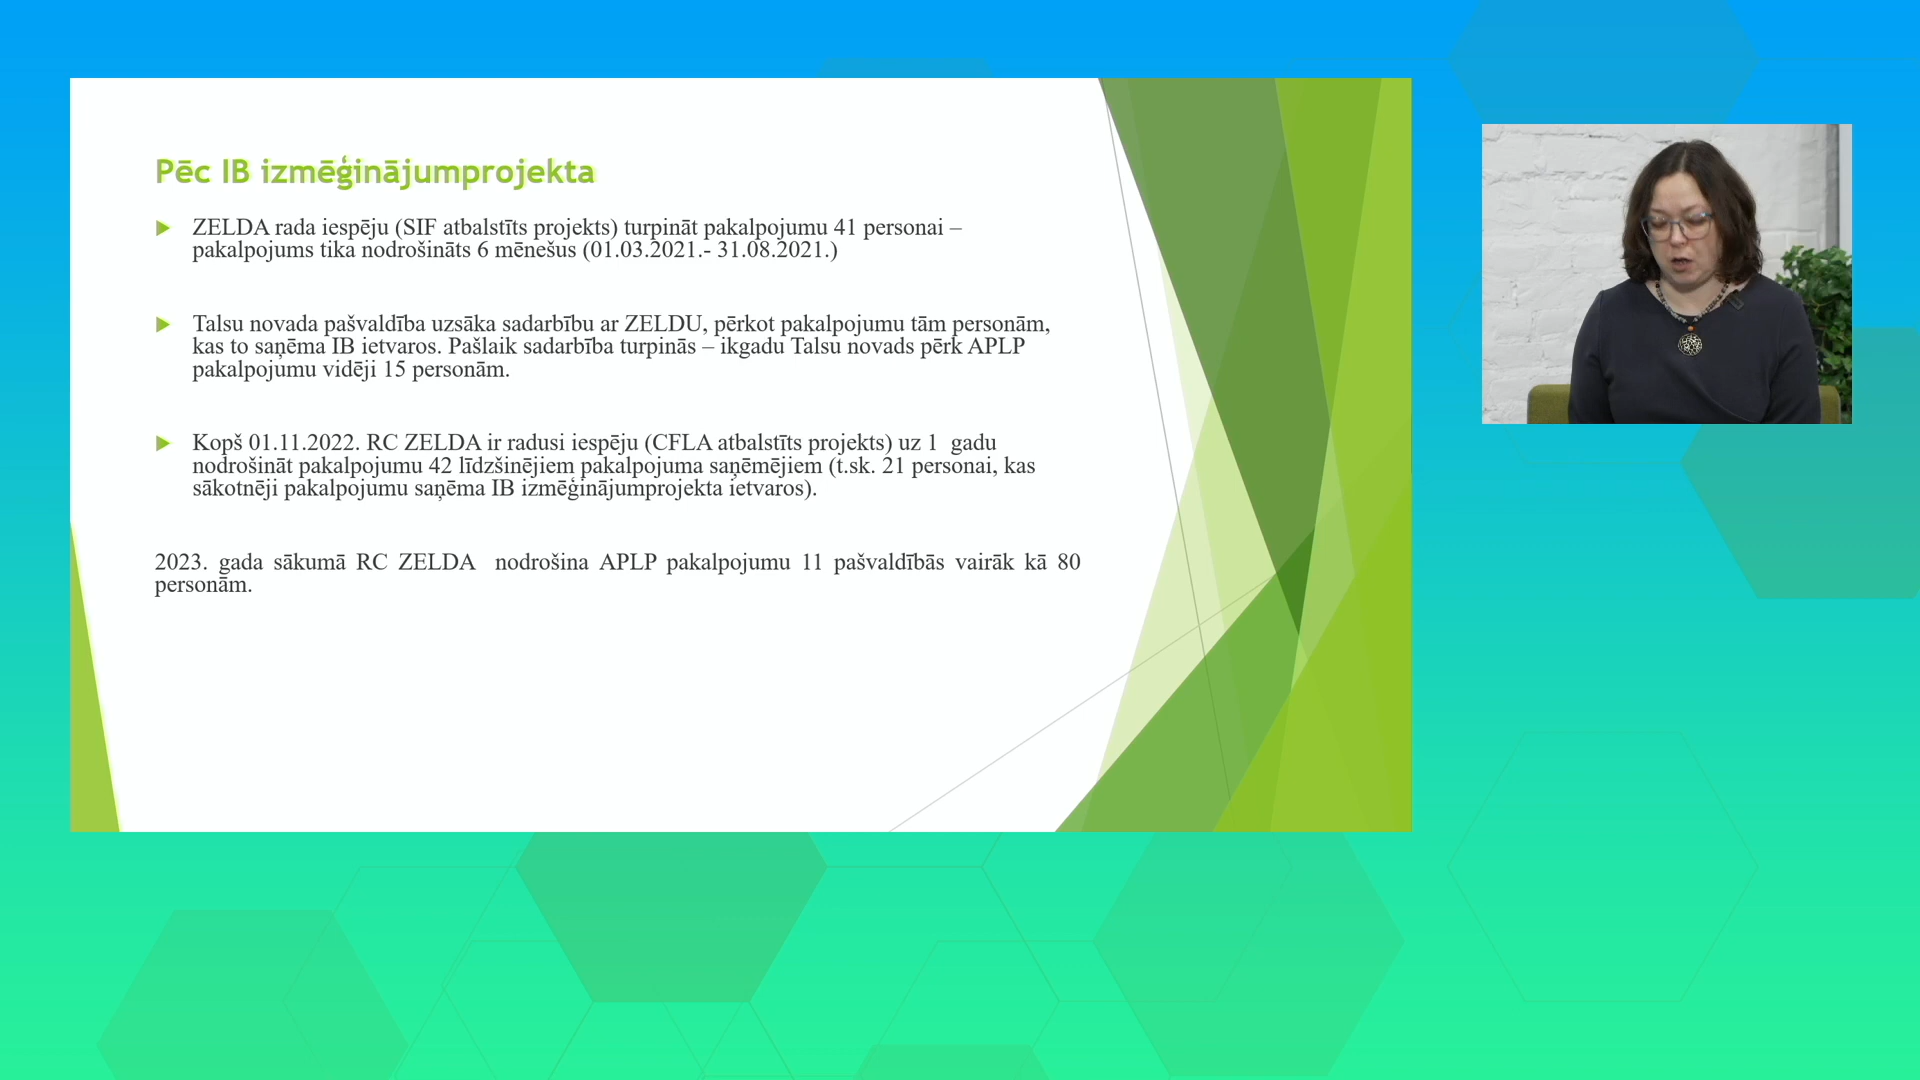 Pēc IB izmēģinājumprojekta
ZELDA rada iespēju (SIF atbalstīts projekts) turpināt pakalpojumu 41 personai –
pakalpojums tika nodrošināts 6 mēnešus (01.03.2021.- 31.08.2021.)
Talsu novada pašvaldība uzsāka sadarbību ar ZELDU, pērkot pakalpojumu tām personām,
kas to saņēma IB ietvaros. Pašlaik sadarbība turpinās – ikgadu Talsu novads pērk APLP
pakalpojumu vidēji 15 personām.
Kopš 01.11.2022. RC ZELDA ir radusi iespēju (CFLA atbalstīts projekts) uz 1 gadu
nodrošināt pakalpojumu 42 līdzšinējiem pakalpojuma saņēmējiem (t.sk. 21 personai, kas
sākotnēji pakalpojumu saņēma IB izmēģinājumprojekta ietvaros).
2023. gada sākumā RC ZELDA nodrošina APLP pakalpojumu 11 pašvaldībās vairāk kā 80
personām.